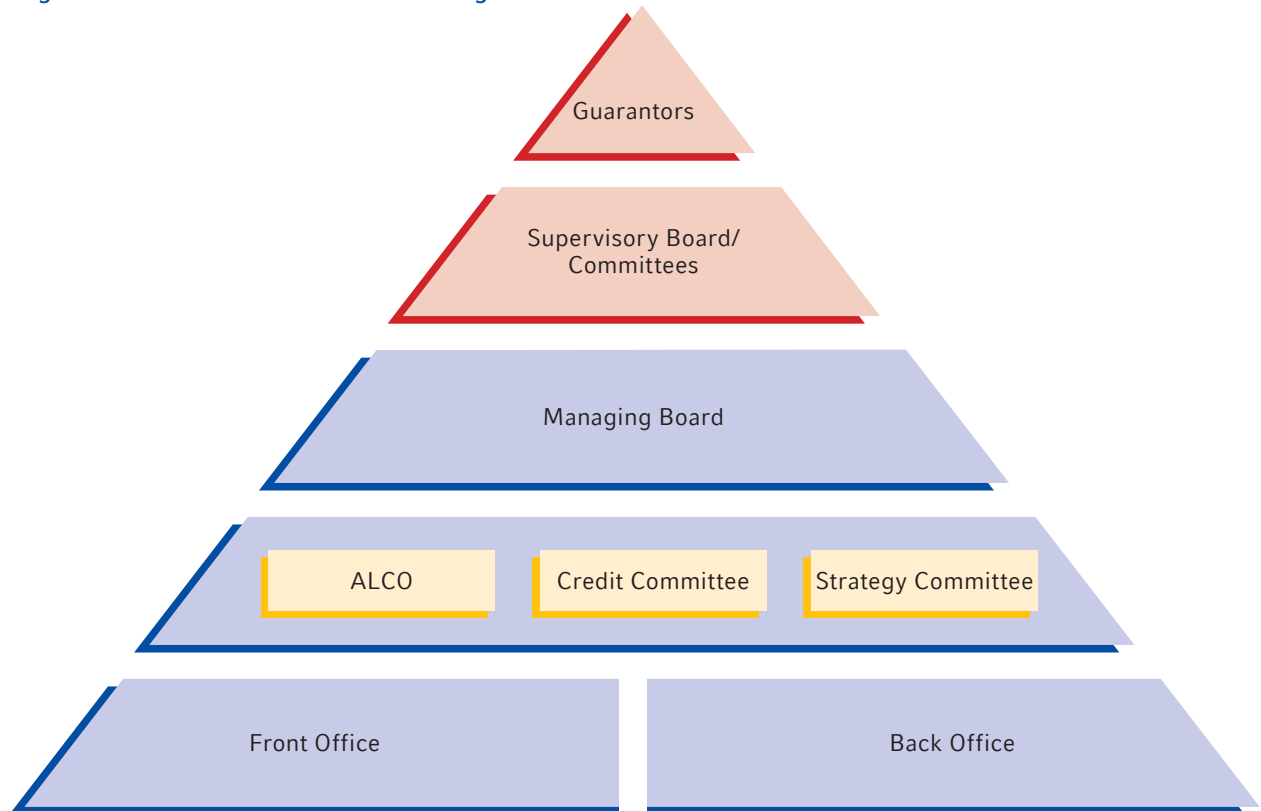 Guarantors
Supervisory Board/
Committees
Managing Board
ALCO
Credit Committee
Strategy Committee
Front Office
Back Office